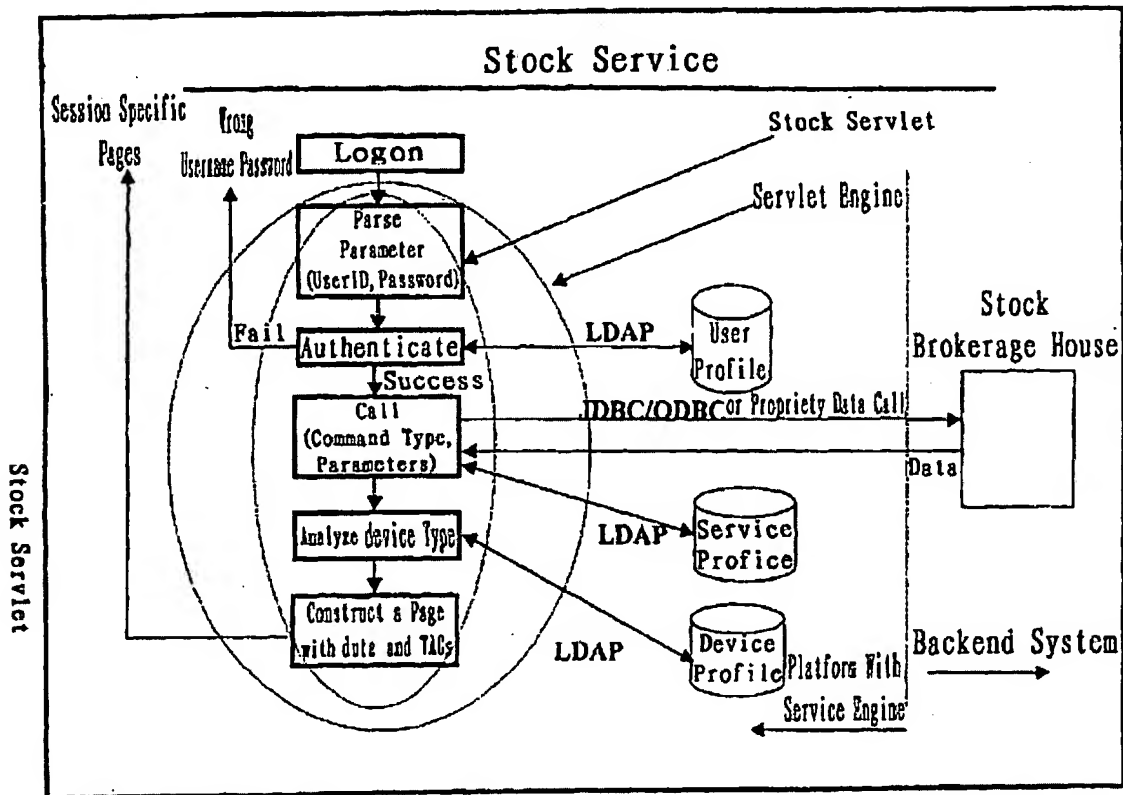 Stock Service
Session Specific
Pages
Wrong
Username Password
Stock Servlet
Logon
Servlet Engine
Parse
Parameter
(UserID, Password)
Fail
Authenticate
LDAP
User
Profile
Stock
Brokerage House
Success
Call
(Command Type,
Parameters)
JDBC/ODBC or Propriety Data Call
Data
LDAP
Service
Profice
Analyze device Type
Construct a Page
with date and TAGs
LDAP
Device
Profile
Platform With
Service Engine
Backend System
Stock Servlet